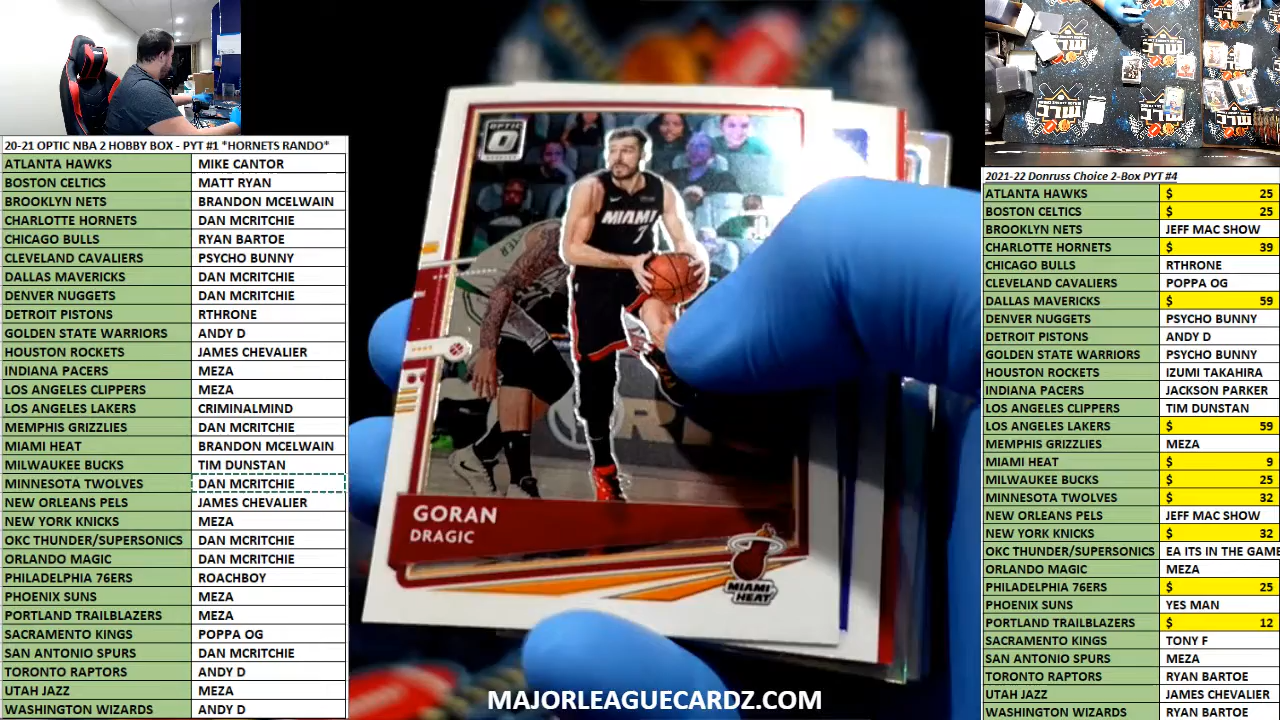 20-21 OPTIC NBA 2 HOBBY BOX - PYT #1 *HORNETS RANDO*
ATLANTA HAWKS MIKE CANTOR
BOSTON CELTICS MATT RYAN
BROOKLYN NETS BRANDON MCELWAIN
CHARLOTTE HORNETS DAN MCRITCHIE
CHICAGO BULLS RYAN BARTOE
CLEVELAND CAVALIERS PSYCHO BUNNY
DALLAS MAVERICKS DAN MCRITCHIE
DENVER NUGGETS DAN MCRITCHIE
DETROIT PISTONS RTHRONE
GOLDEN STATE WARRIORS ANDY D
HOUSTON ROCKETS JAMES CHEVALIER
INDIANA PACERS MEZA
LOS ANGELES CLIPPERS MEZA
LOS ANGELES LAKERS CRIMINALMIND
MEMPHIS GRIZZLIES DAN MCRITCHIE
MIAMI HEAT BRANDON MCELWAIN
MILWAUKEE BUCKS TIM DUNSTAN
MINNESOTA TWOLVES DAN MCRITCHIE
NEW ORLEANS PELS JAMES CHEVALIER
NEW YORK KNICKS MEZA
OKC THUNDER/SUPERSONICS DAN MCRITCHIE
ORLANDO MAGIC DAN MCRITCHIE
PHILADELPHIA 76ERS ROACHBOY
PHOENIX SUNS MEZA
PORTLAND TRAILBLAZERS MEZA
SACRAMENTO KINGS POPPA OG
SAN ANTONIO SPURS DAN MCRITCHIE
TORONTO RAPTORS ANDY D
UTAH JAZZ MEZA
WASHINGTON WIZARDS ANDY D
OPTIC
MIAMI
7
GORAN
DRAGIC
MIAMI
HEAT
MAJORLEAGUECARDZ.COM
2021-22 Donruss Choice 2-Box PYT #4
ATLANTA HAWKS $ 25
BOSTON CELTICS $ 25
BROOKLYN NETS JEFF MAC SHOW
CHARLOTTE HORNETS $ 39
CHICAGO BULLS RTHRONE
CLEVELAND CAVALIERS POPPA OG
DALLAS MAVERICKS $ 59
DENVER NUGGETS PSYCHO BUNNY
DETROIT PISTONS ANDY D
GOLDEN STATE WARRIORS PSYCHO BUNNY
HOUSTON ROCKETS IZUMI TAKAHIRA
INDIANA PACERS JACKSON PARKER
LOS ANGELES CLIPPERS TIM DUNSTAN
LOS ANGELES LAKERS $ 59
MEMPHIS GRIZZLIES MEZA
MIAMI HEAT $ 9
MILWAUKEE BUCKS $ 25
MINNESOTA TWOLVES $ 32
NEW ORLEANS PELS JEFF MAC SHOW
NEW YORK KNICKS $ 32
OKC THUNDER/SUPERSONICS EA ITS IN THE GAME
ORLANDO MAGIC MEZA
PHILADELPHIA 76ERS $ 25
PHOENIX SUNS YES MAN
PORTLAND TRAILBLAZERS $ 12
SACRAMENTO KINGS TONY F
SAN ANTONIO SPURS MEZA
TORONTO RAPTORS RYAN BARTOE
UTAH JAZZ JAMES CHEVALIER
WASHINGTON WIZARDS RYAN BARTOE